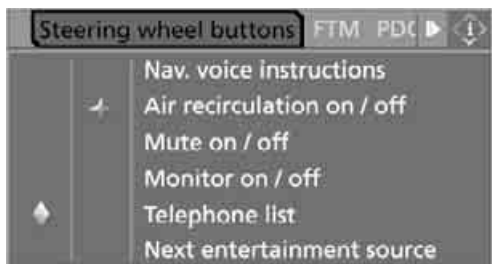 Steering wheel buttons FTM PDC
Nav. voice instructions
Air recirculation on / off
Mute on / off
Monitor on / off
Telephone list
Next entertainment source